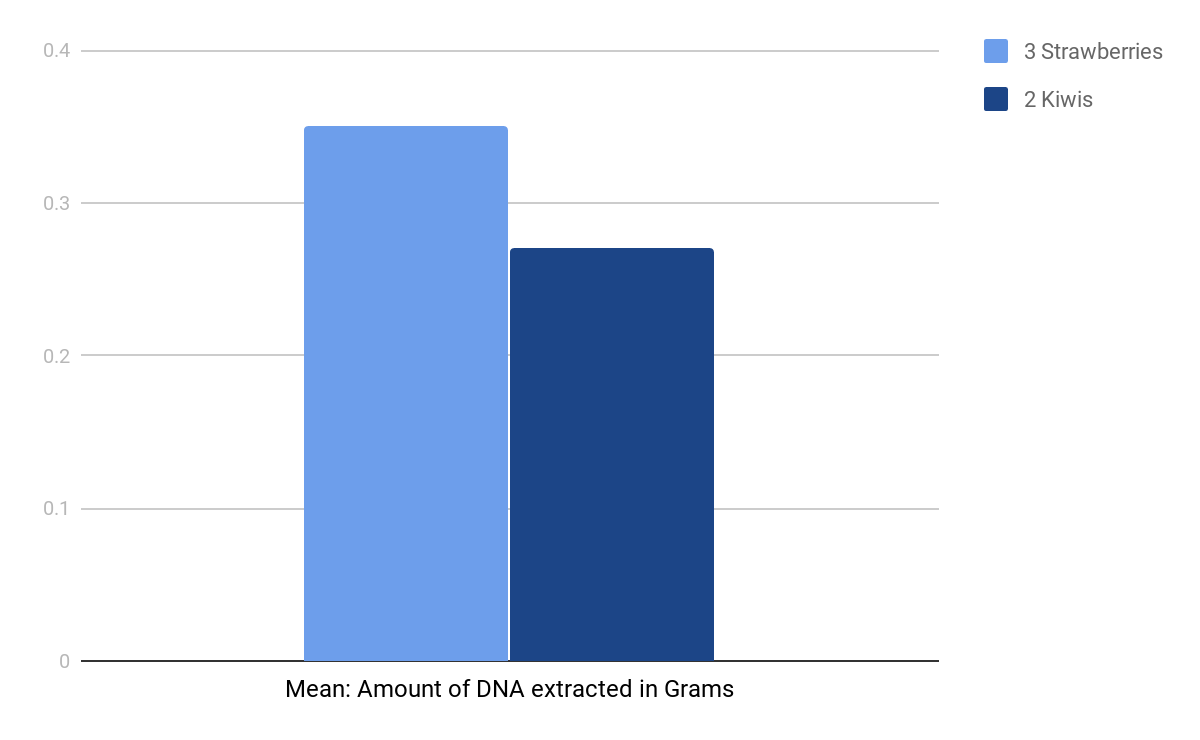 0.4
0.3
0.2
0.1
0
Mean: Amount of DNA extracted in Grams
3 Strawberries
2 Kiwis